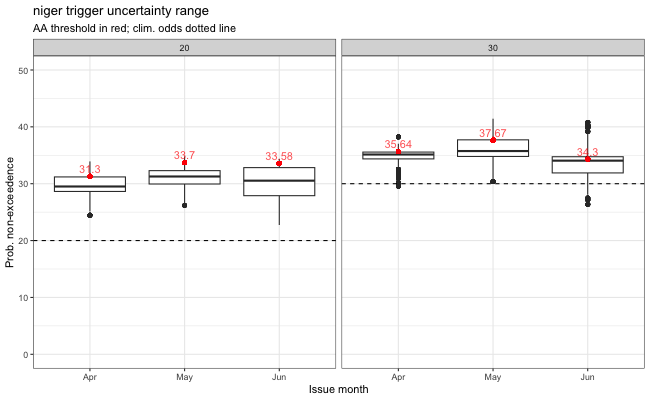 niger trigger uncertainty range
AA threshold in red; clim. odds dotted line
20
30
Prob. non-exceedence
50
40
30
20
10
0
31.3
33.7
33.58
35.64
37.67
34.3
Apr
May
Jun
Apr
May
Jun
Issue month